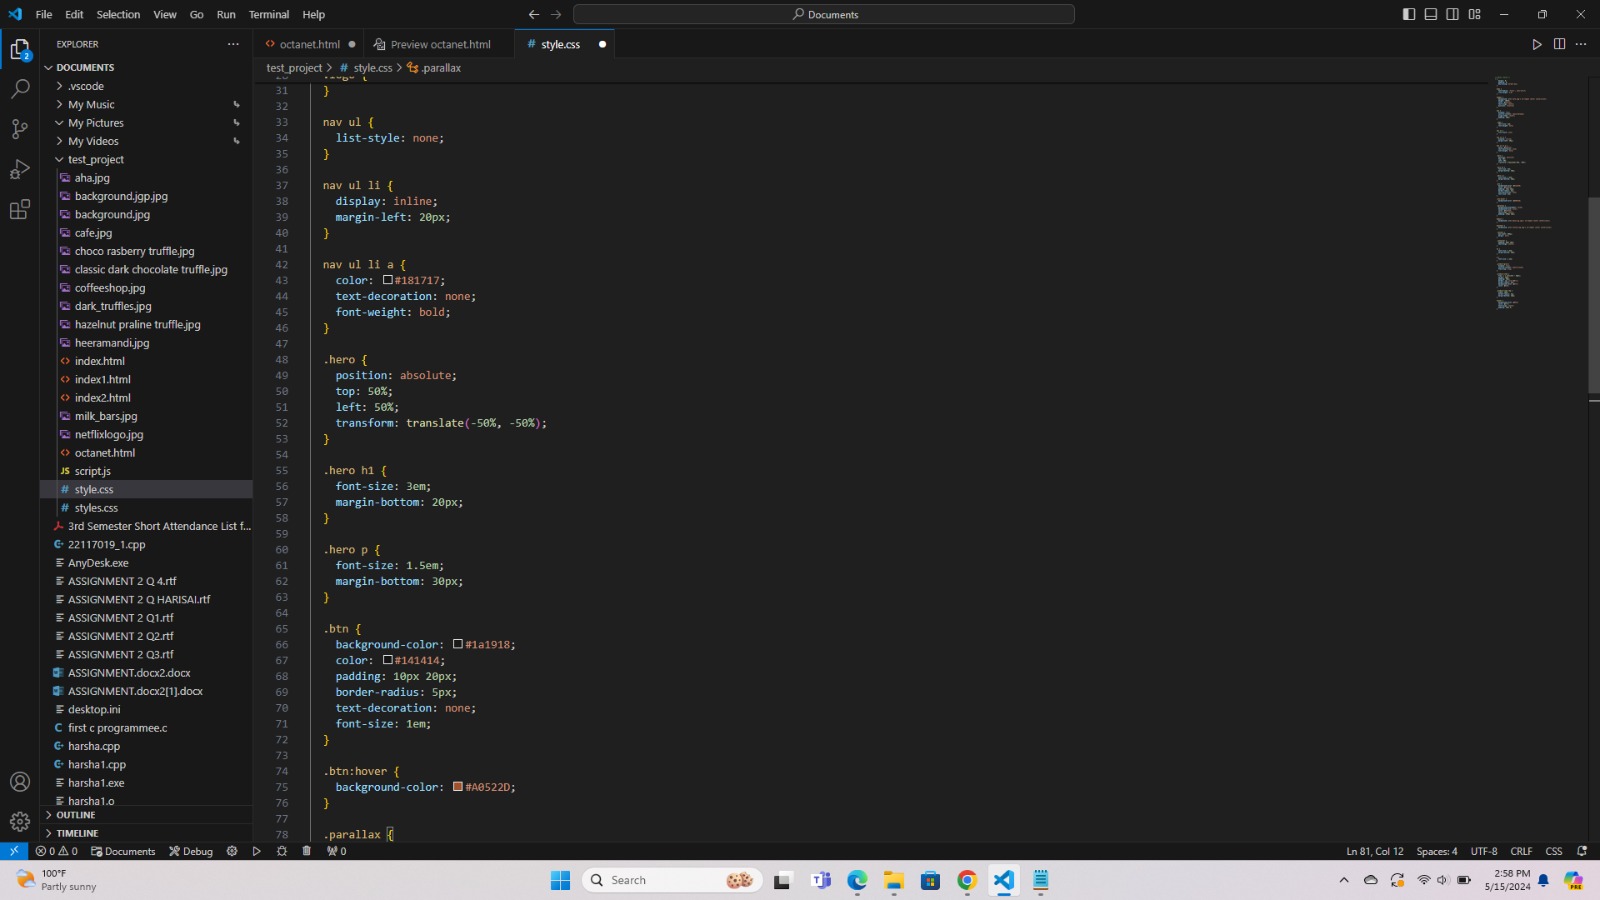 File Edit Selection View Go Run Terminal Help
Documents
EXPLORER
octanet.html
Preview octanet.html
# style.css
DOCUMENTS
test_project > # style.css > .parallax
.vscode
My Music
My Pictures
My Videos
test_project
aha.jpg
background.jgp.jpg
background.jpg
cafe.jpg
choco rasberry truffle.jpg
classic dark chocolate truffle.jpg
coffeeshop.jpg
dark_truffles.jpg
hazelnut praline truffle.jpg
heeramandi.jpg
index.html
index1.html
index2.html
milk_bars.jpg
netflixlogo.jpg
octanet.html
JS script.js
# style.css
# styles.css
3rd Semester Short Attendance List f...
22117019_1.cpp
AnyDesk.exe
ASSIGNMENT 2 Q 4.rtf
ASSIGNMENT 2 Q HARISAI.rtf
ASSIGNMENT 2 Q1.rtf
ASSIGNMENT 2 Q2.rtf
ASSIGNMENT 2 Q3.rtf
ASSIGNMENT.docx2.docx
ASSIGNMENT.docx2[1].docx
desktop.ini
C first c programmee.c
harsha.cpp
harsha1.cpp
harsha1.exe
harsha1.o
OUTLINE
TIMELINE
31 }
32
33 nav ul {
34 list-style: none;
35 }
36
37 nav ul li {
38 display: inline;
39 margin-left: 20px;
40 }
41
42 nav ul li a {
43 color: #181717;
44 text-decoration: none;
45 font-weight: bold;
46 }
47
48 .hero {
49 position: absolute;
50 top: 50%;
51 left: 50%;
52 transform: translate(-50%, -50%);
53 }
54
55 .hero h1 {
56 font-size: 3em;
57 margin-bottom: 20px;
58 }
59
60 .hero p {
61 font-size: 1.5em;
62 margin-bottom: 30px;
63 }
64
65 .btn {
66 background-color: #1a1918;
67 color: #141414;
68 padding: 10px 20px;
69 border-radius: 5px;
70 text-decoration: none;
71 font-size: 1em;
72 }
73
74 .btn:hover {
75 background-color: #A0522D;
76 }
77
78 .parallax {
0 0 Documents Debug 0
Ln 81, Col 12 Spaces: 4 UTF-8 CRLF CSS
100°F
Partly sunny
Search
2:58 PM
5/15/2024
2
PRE